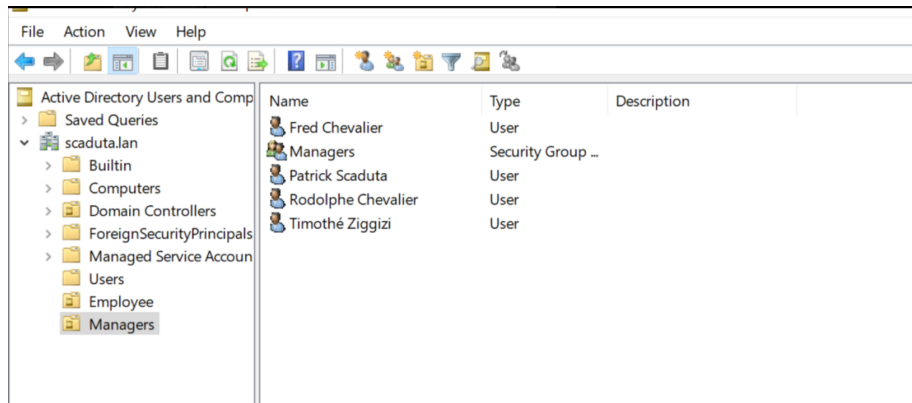 File Action View Help
Active Directory Users and Comp
Saved Queries
scaduta.lan
Builtin
Computers
Domain Controllers
ForeignSecurityPrincipals
Managed Service Accoun
Users
Employee
Managers
Name Type Description
Fred Chevalier User
Managers Security Group ...
Patrick Scaduta User
Rodolphe Chevalier User
Timothé Ziggizi User